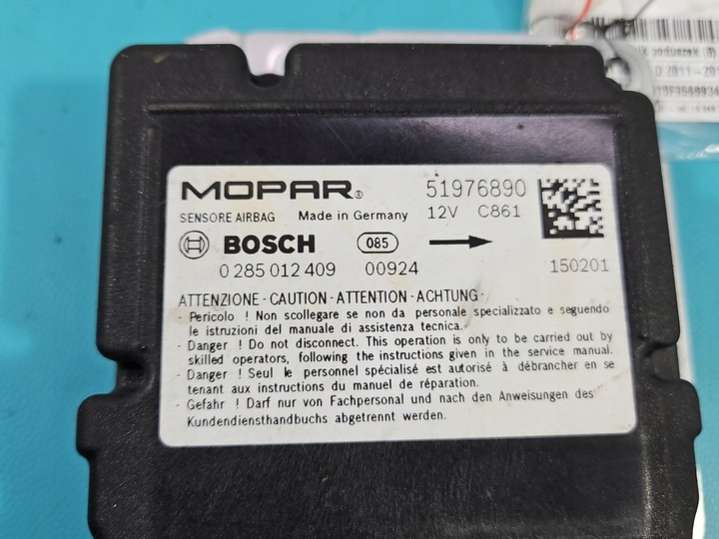 MOPAR® 51976890
SENSORE AIRBAG Made in Germany 12V C861
BOSCH 085
0 285 012 409 00924 150201
ATTENZIONE - CAUTION - ATTENTION - ACHTUNG -
- Pericolo ! Non scollegare se non da personale specializzato e seguendo
le istruzioni del manuale di assistenza tecnica.
- Danger ! Do not disconnect. This operation is only to be carried out by
skilled operators, following the instructions given in the service manual.
- Danger ! Seul le personnel spécialisé est autorisé à débrancher en se
tenant aux instructions du manuel de réparation.
- Gefahr ! Darf nur von Fachpersonal und nach den Anweisungen des
Kundendiensthandbuchs abgetrennt werden.